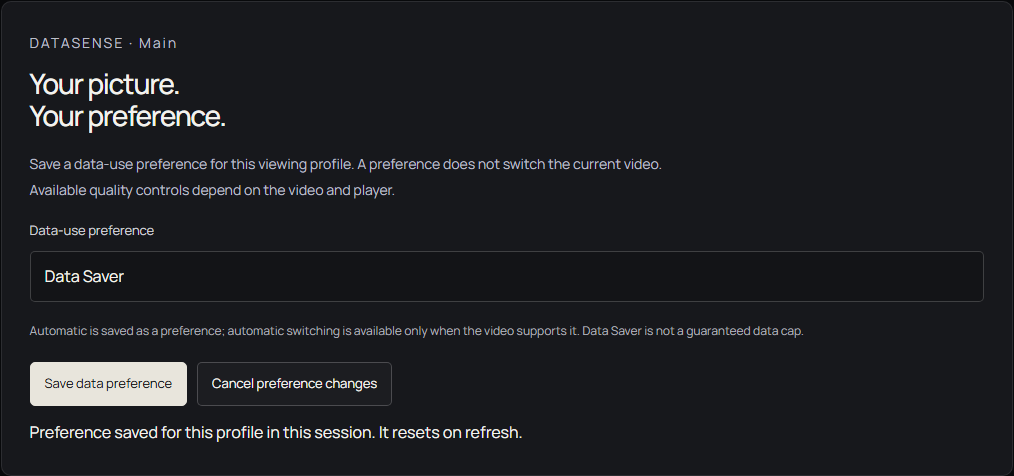 DATASENSE · Main
Your picture.
Your preference.
Save a data-use preference for this viewing profile. A preference does not switch the current video.
Available quality controls depend on the video and player.
Data-use preference
Data Saver
Automatic is saved as a preference; automatic switching is available only when the video supports it. Data Saver is not a guaranteed data cap.
Save data preference
Cancel preference changes
Preference saved for this profile in this session. It resets on refresh.